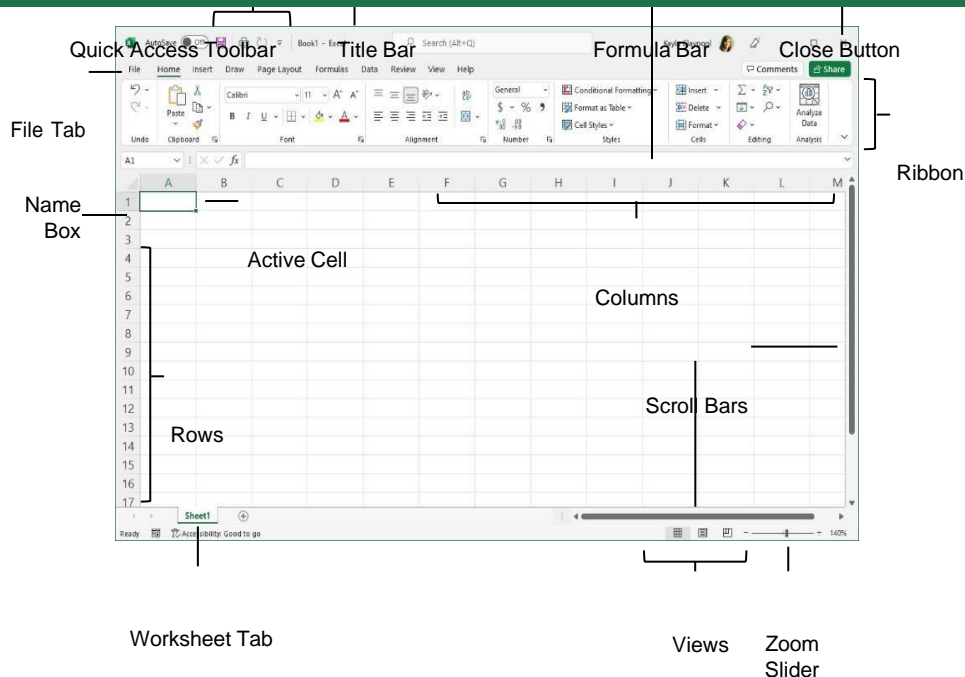 Quick Access Toolbar
Title Bar
Formula Bar
Close Button
AutoSave Off
Book1 - Excel
Search (Alt+Q)
File Home Insert Draw Page Layout Formulas Data Review View Help
Comments Share
File Tab
Paste
Calibri 11
B I U
General
$ % 9
Conditional Formatting
Format as Table
Cell Styles
Insert
Delete
Format
Analyze
Data
Undo Clipboard Font Alignment Number Styles Cells Editing Analysis
Ribbon
A1 fx
A B C D E F G H I J K L M
Name
Box
1
2
3
4
Active Cell
5
6
Columns
7
8
9
10
11
12
Scroll Bars
13
Rows
14
15
16
17
Sheet1
Ready Accessibility: Good to go 140%
Worksheet Tab
Views
Zoom
Slider